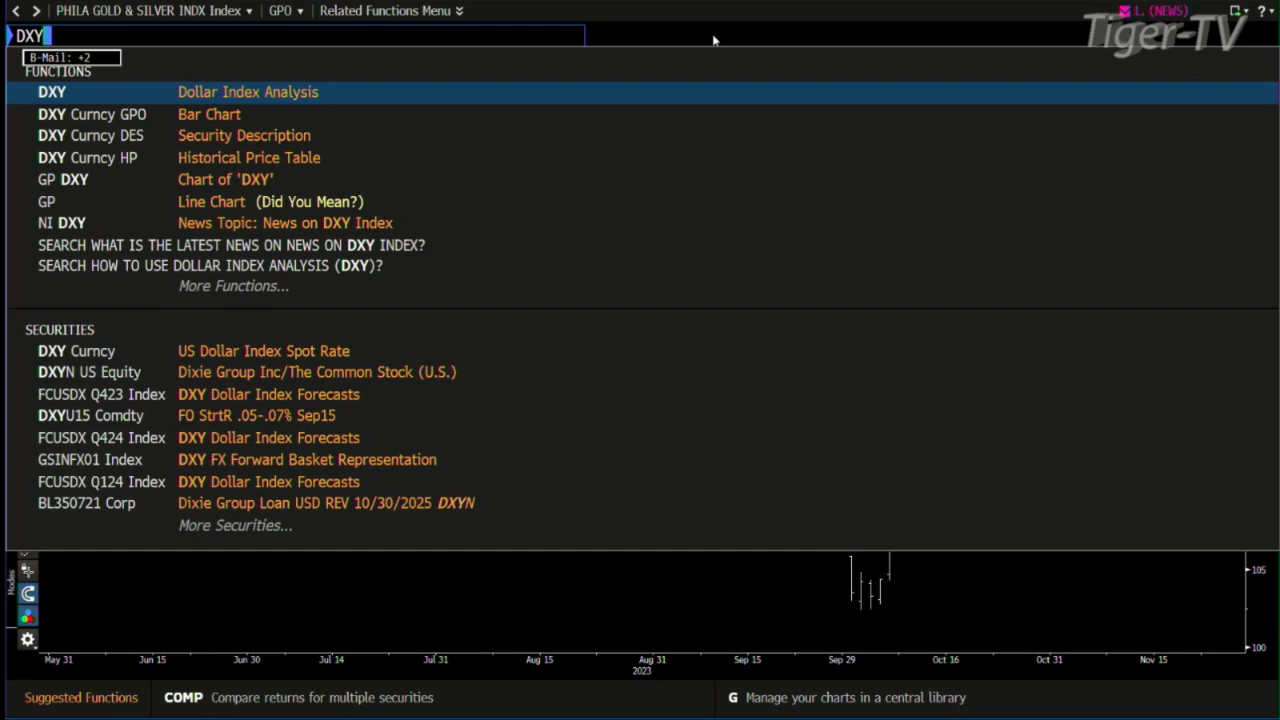 PHILA GOLD & SILVER INDX Index GPO Related Functions Menu L. (NEWS) ?
Tiger-TV
DXY
B-Mail: +2
FUNCTIONS
DXY Dollar Index Analysis
DXY Curncy GPO Bar Chart
DXY Curncy DES Security Description
DXY Curncy HP Historical Price Table
GP DXY Chart of 'DXY'
GP Line Chart (Did You Mean?)
NI DXY News Topic: News on DXY Index
SEARCH WHAT IS THE LATEST NEWS ON NEWS ON DXY INDEX?
SEARCH HOW TO USE DOLLAR INDEX ANALYSIS (DXY)?
More Functions...
SECURITIES
DXY Curncy US Dollar Index Spot Rate
DXYN US Equity Dixie Group Inc/The Common Stock (U.S.)
FCUSDX Q423 Index DXY Dollar Index Forecasts
DXYU15 Comdty FO StrtR .05-.07% Sep15
FCUSDX Q424 Index DXY Dollar Index Forecasts
GSINFX01 Index DXY FX Forward Basket Representation
FCUSDX Q124 Index DXY Dollar Index Forecasts
BL350721 Corp Dixie Group Loan USD REV 10/30/2025 DXYN
More Securities...
Modes
105
100
May 31 Jun 15 Jun 30 Jul 14 Jul 31 Aug 15 Aug 31 Sep 15 Sep 29 Oct 16 Oct 31 Nov 15
2023
Suggested Functions COMP Compare returns for multiple securities G Manage your charts in a central library